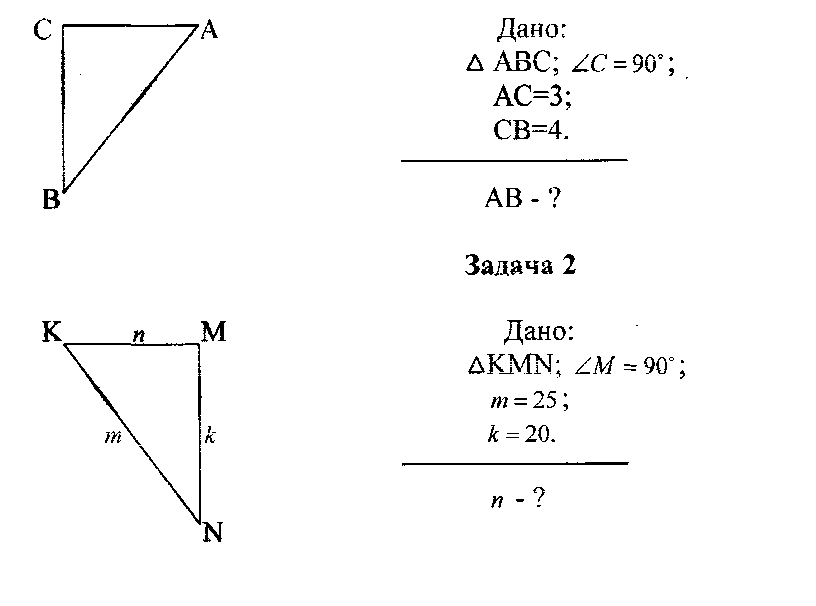 C A
B
Дано:
Δ ABC; ∠C = 90°;
AC=3;
CB=4.
AB - ?
Задача 2
K n M
m k
N
Дано:
ΔKMN; ∠M = 90°;
m = 25;
k = 20.
n - ?